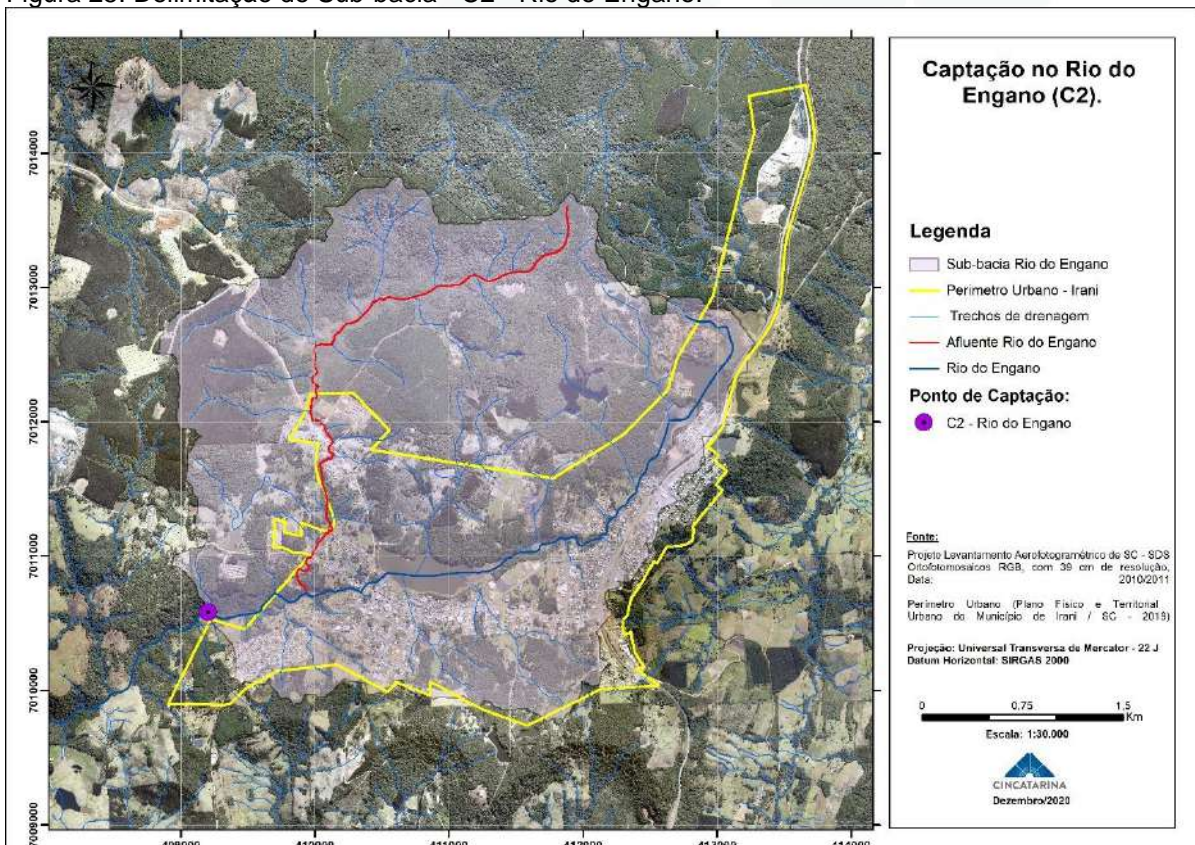 Figura 25: Delimitação de Sub-bacia - C2 - Rio do Engano.
Captação no Rio do
Engano (C2).
Legenda
Sub-bacia Rio do Engano
Perímetro Urbano - Irani
Trechos de drenagem
Afluente Rio do Engano
Rio do Engano
Ponto de Captação:
C2 - Rio do Engano
Fonte:
Projeto Levantamento Aerofotogramétrico de SC - SDS
Ortofotomosaicos RGB, com 39 cm de resolução,
Data: 2010/2011
Perímetro Urbano (Plano Físico e Territorial
Urbano do Município de Irani / SC - 2019)
Projeção: Universal Transversa de Mercator - 22 J
Datum Horizontal: SIRGAS 2000
0 0,75 1,5
Km
Escala: 1:30.000
CINCATARINA
Dezembro/2020
7014000
7013000
7012000
7011000
7010000
7009000
410000 411000 412000 413000 414000